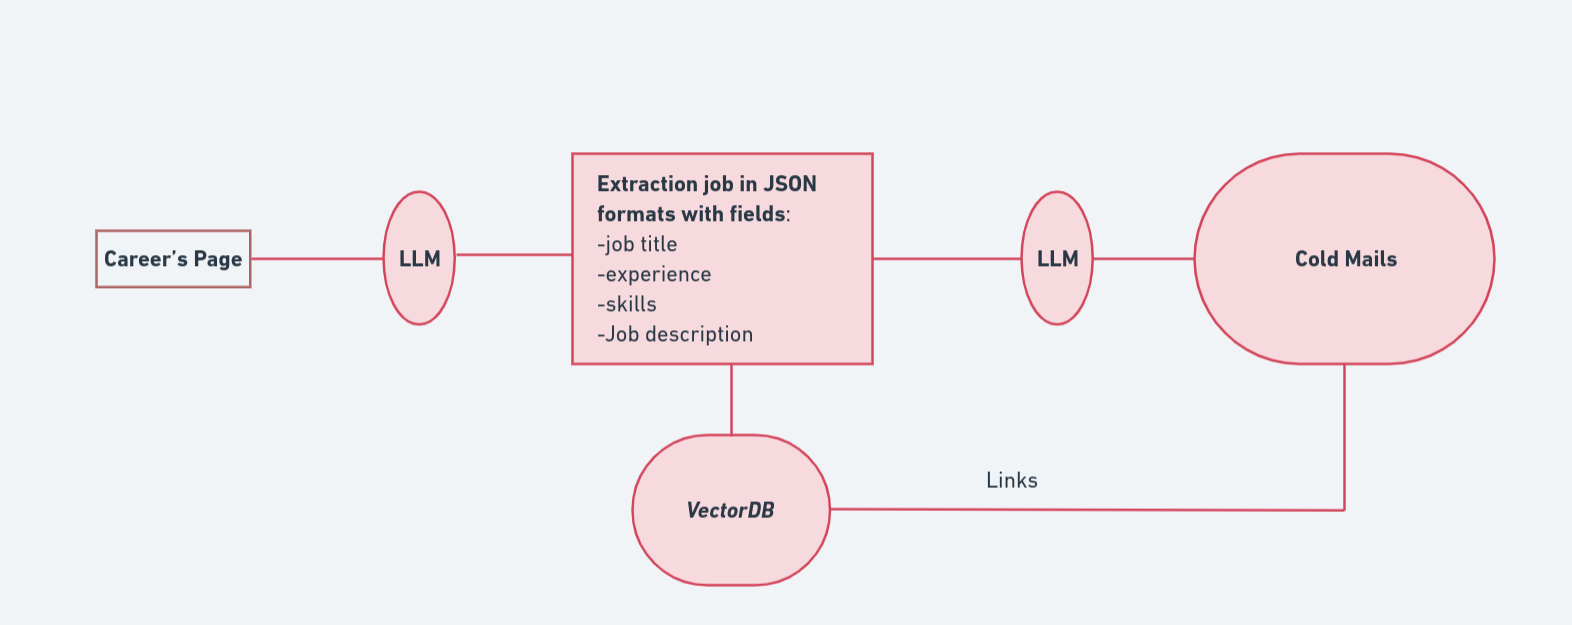 Career’s Page
LLM
Extraction job in JSON
formats with fields:
-job title
-experience
-skills
-Job description
LLM
Cold Mails
VectorDB
Links